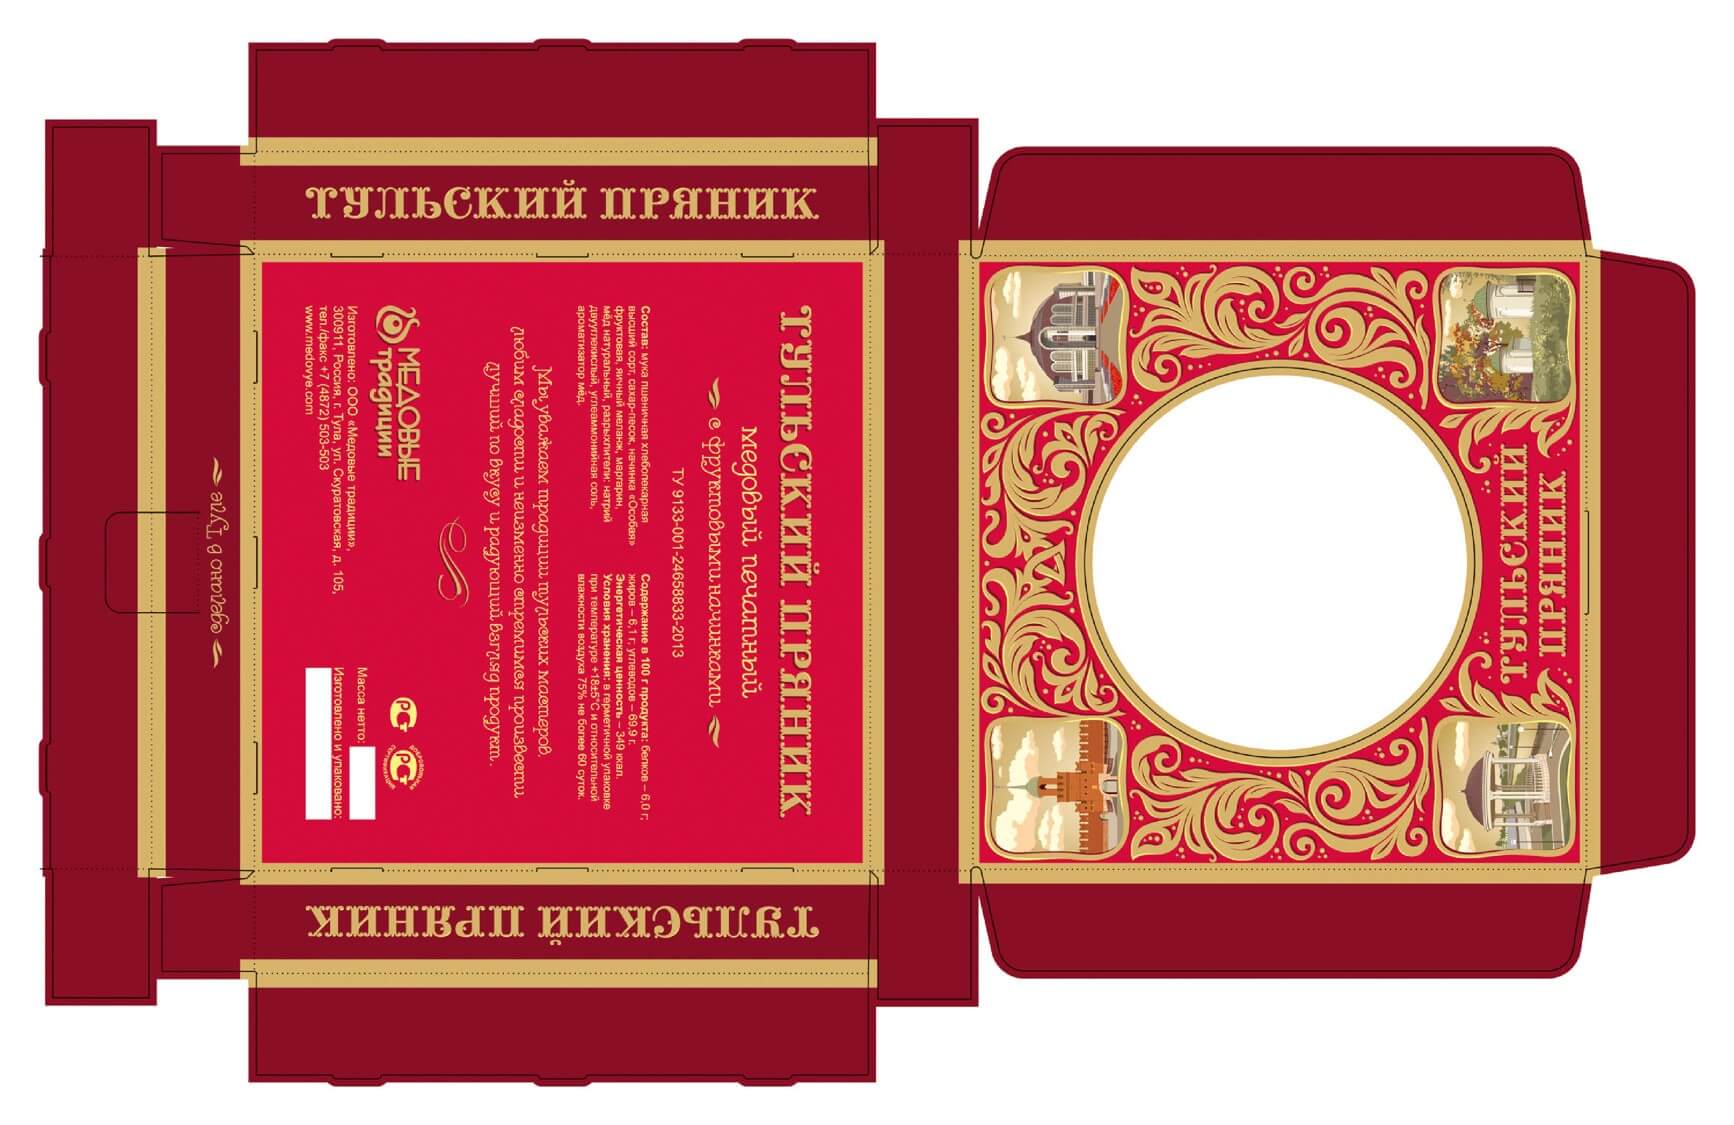 ТУЛЬСКИЙ ПРЯНИК
ТУЛЬСКИЙ ПРЯНИК
медовый печатный
с фруктовыми начинками
ТУ 9133-001-24658833-2013
Состав: мука пшеничная хлебопекарная
высший сорт, сахар-песок, начинка «Особая»
фруктовая, яичный меланж, маргарин,
мёд натуральный, разрыхлители: натрий
двууглекислый, углеаммонийная соль,
ароматизатор мёд.
Содержание в 100 г продукта: белков – 6.0 г;
жиров – 6,1 г; углеводов – 69,9 г.
Энергетическая ценность – 349 ккал.
Условия хранения: в герметичной упаковке
при температуре +18±5°С и относительной
влажности воздуха 75% не более 60 суток.
Мы уважаем традиции тульских мастеров,
любим сладости и неизменно стремимся произвести
лучший по вкусу и радующий взгляд продукт.
МЕДОВЫЕ
традиции
Изготовлено: ООО «Медовые традиции»,
300911, Россия, г. Тула, ул. Скуратовская, д. 105,
тел./факс +7 (4872) 503-503
www.medovye.com
РСТ
РСТ
ДОБРОВОЛЬНАЯ
СЕРТИФИКАЦИЯ
Масса нетто:
Изготовлено и упаковано:
сделано в Туле
ТУЛЬСКИЙ ПРЯНИК
ТУЛЬСКИЙ
ПРЯНИК